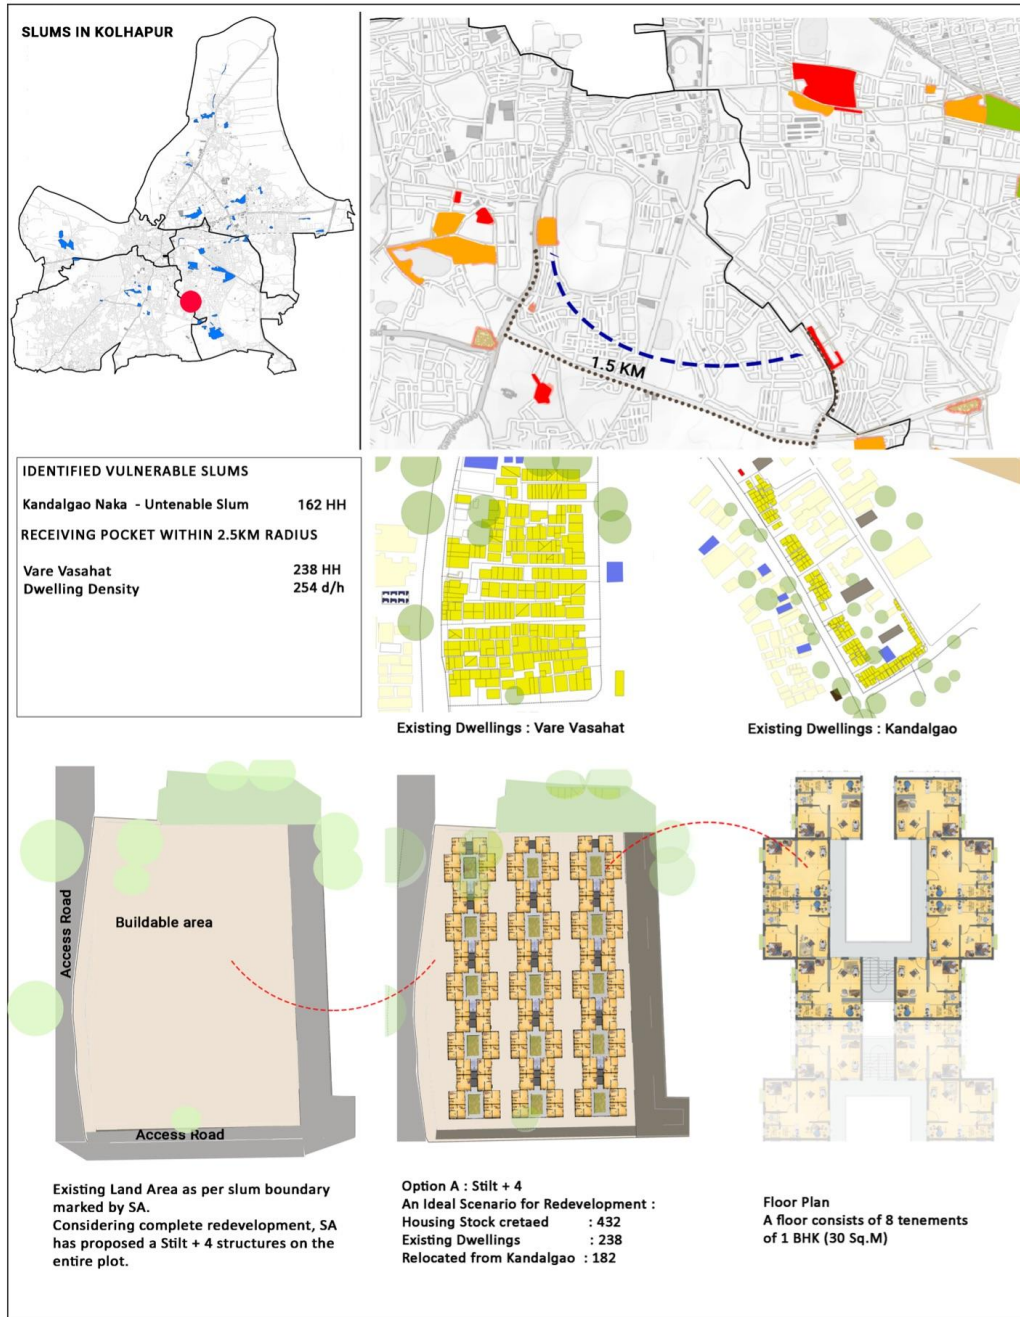 SLUMS IN KOLHAPUR
1.5 KM
IDENTIFIED VULNERABLE SLUMS
Kandalgao Naka - Untenable Slum 162 HH
RECEIVING POCKET WITHIN 2.5KM RADIUS
Vare Vasahat 238 HH
Dwelling Density 254 d/h
Existing Dwellings : Vare Vasahat
Existing Dwellings : Kandalgao
Access Road
Buildable area
Access Road
Existing Land Area as per slum boundary
marked by SA.
Considering complete redevelopment, SA
has proposed a Stilt + 4 structures on the
entire plot.
Option A : Stilt + 4
An Ideal Scenario for Redevelopment :
Housing Stock cretaed : 432
Existing Dwellings : 238
Relocated from Kandalgao : 182
Floor Plan
A floor consists of 8 tenements
of 1 BHK (30 Sq.M)